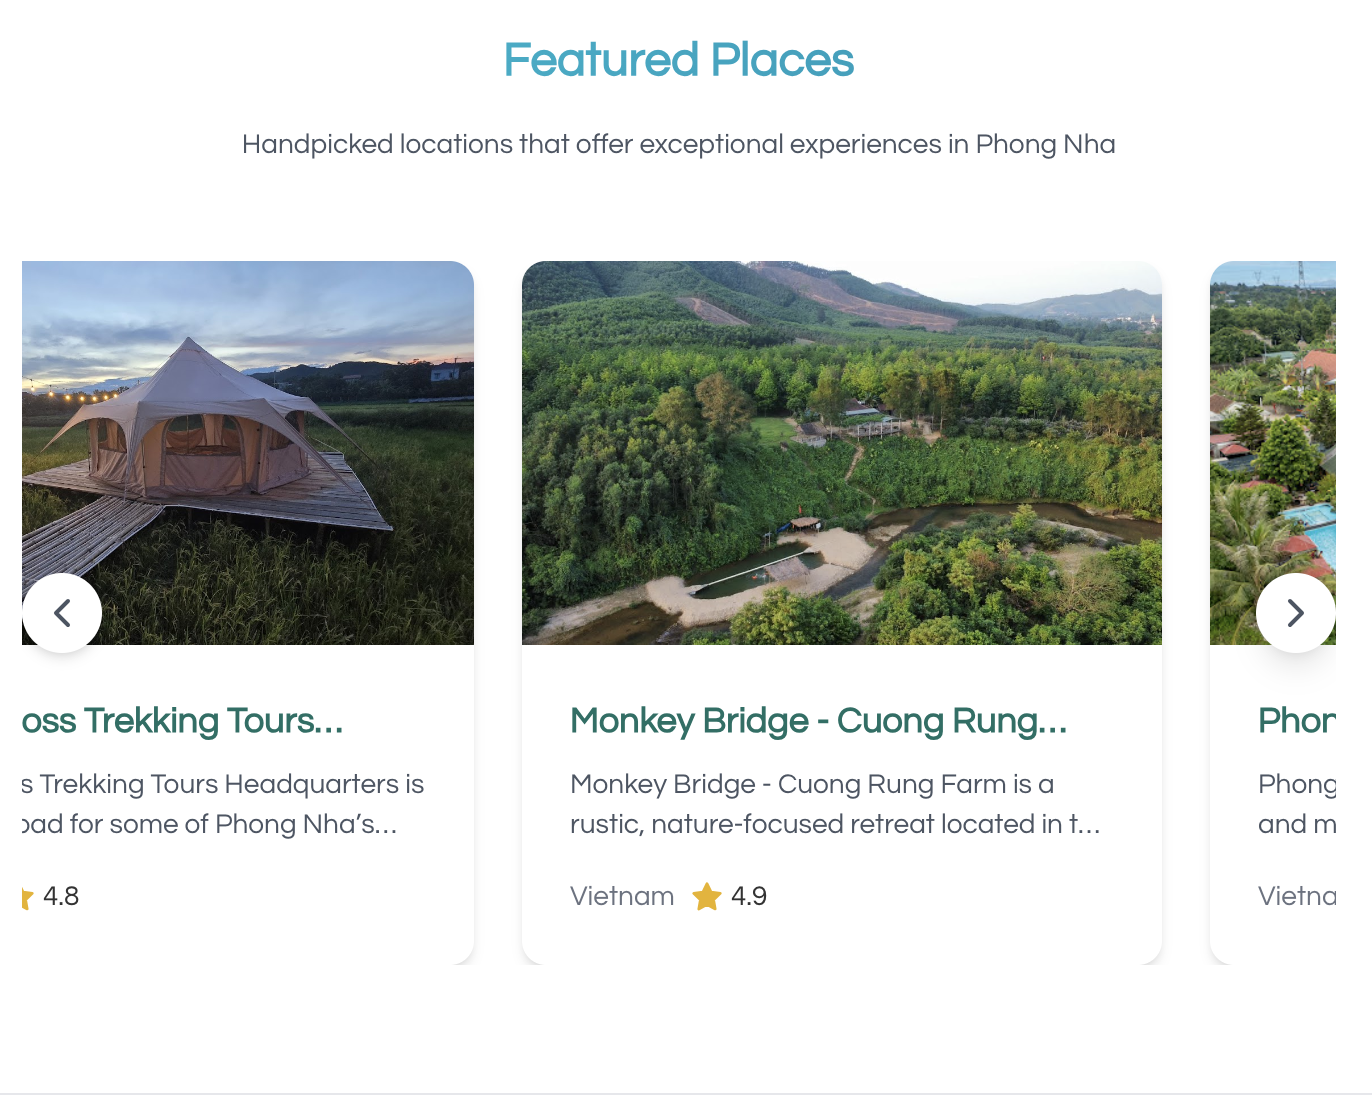 Featured Places
Handpicked locations that offer exceptional experiences in Phong Nha
oss Trekking Tours...
s Trekking Tours Headquarters is
oad for some of Phong Nha’s...
4.8
Monkey Bridge - Cuong Rung...
Monkey Bridge - Cuong Rung Farm is a
rustic, nature-focused retreat located in t...
Vietnam 4.9
Phon
Phong
and m
Vietna